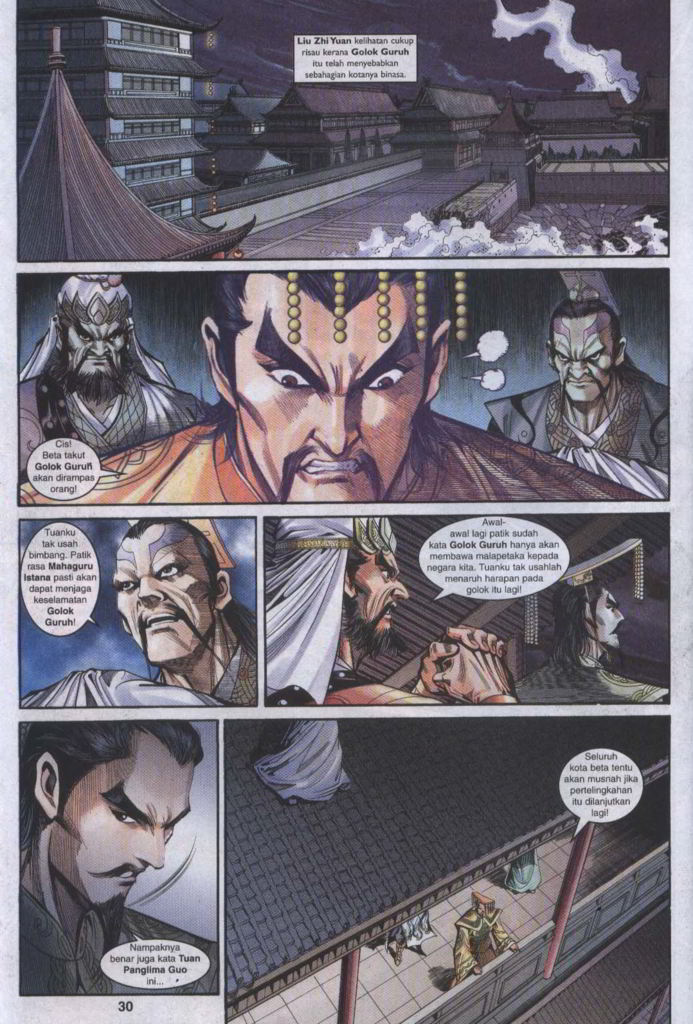 Liu Zhi Yuan kelihatan cukup
risau kerana Golok Guruh
itu telah menyebabkan
sebahagian kotanya binasa.
Cis!
Beta takut
Golok Guruh
akan dirampas
orang!
Tuanku
tak usah
bimbang. Patik
rasa Mahaguru
Istana pasti akan
dapat menjaga
keselamatan
Golok
Guruh!
Awal-
awal lagi patik sudah
kata Golok Guruh hanya akan
membawa malapetaka kepada
negara kita. Tuanku tak usahlah
menaruh harapan pada
golok itu lagi!
Nampaknya
benar juga kata Tuan
Panglima Guo
ini...
Seluruh
kota beta tentu
akan musnah jika
pertelingkahan
itu dilanjutkan
lagi!
30